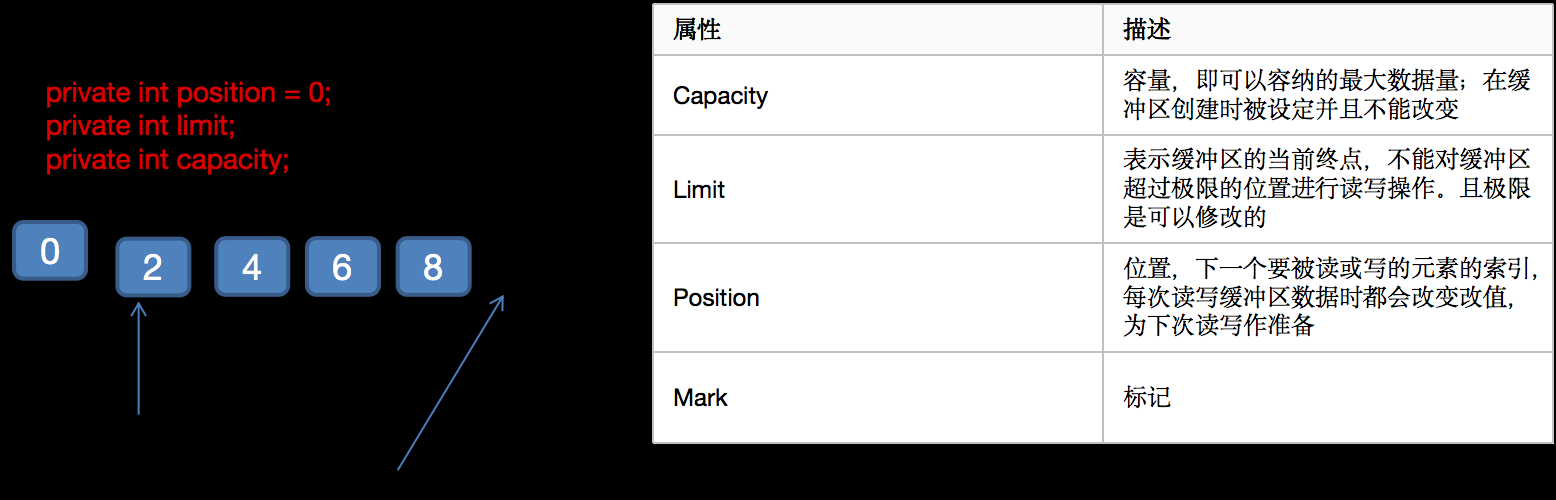 private int position = 0;
private int limit;
private int capacity;
0
2
4
6
8
属性
描述
Capacity
容量，即可以容纳的最大数据量；在缓
冲区创建时被设定并且不能改变
Limit
表示缓冲区的当前终点，不能对缓冲区
超过极限的位置进行读写操作。且极限
是可以修改的
Position
位置，下一个要被读或写的元素的索引，
每次读写缓冲区数据时都会改变改值，
为下次读写作准备
Mark
标记